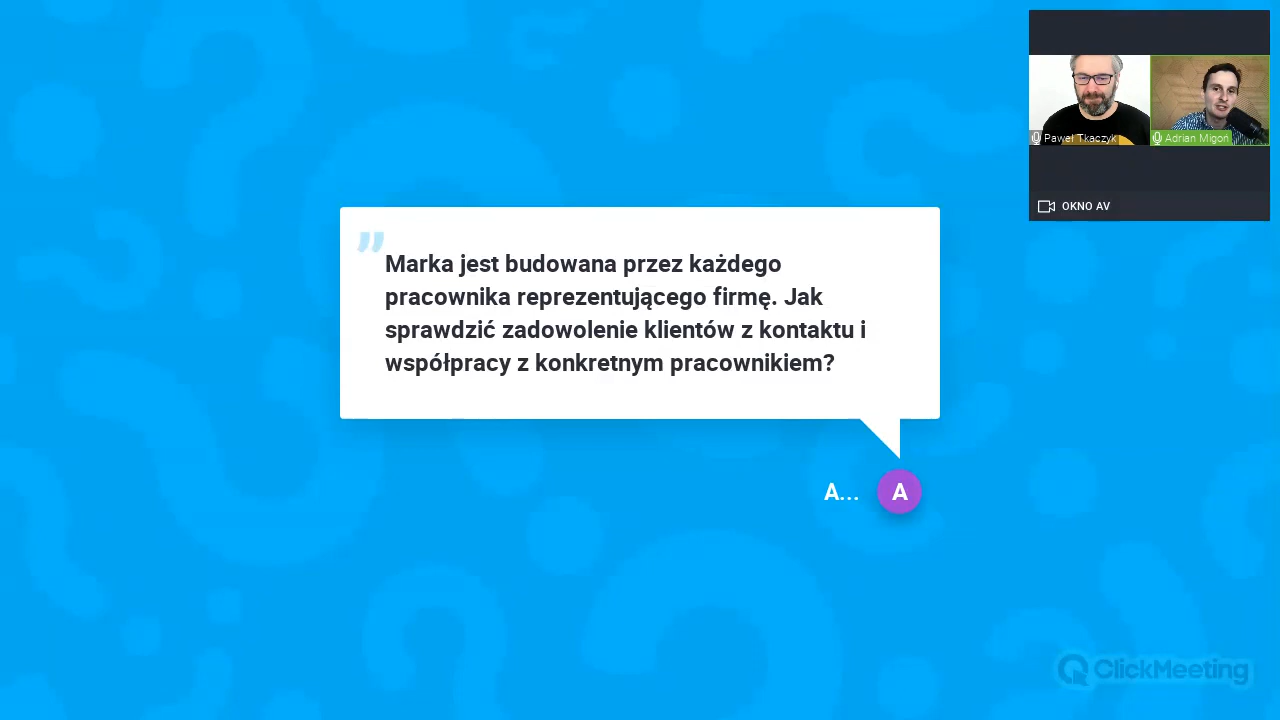 Paweł Tkaczyk
Adrian Migoń
OKNO AV
Marka jest budowana przez każdego
pracownika reprezentującego firmę. Jak
sprawdzić zadowolenie klientów z kontaktu i
współpracy z konkretnym pracownikiem?
A...
A
ClickMeeting